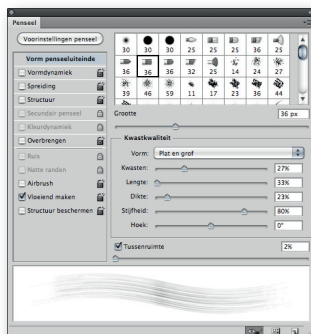 Penseel
Voorinstellingen penseel
Vorm penseeluiteinde
Vormdynamiek
Spreiding
Structuur
Secundair penseel
Kleurdynamiek
Overbrengen
Ruis
Natte randen
Airbrush
Vloeiend maken
Structuur beschermen
30 30 30 25 25 25 36 25
36 36 36 32 25 14 24 27
39 46 59 11 17 23 36 44
Grootte 36 px
Kwastkwaliteit
Vorm: Plat en grof
Kwasten: 27%
Lengte: 33%
Dikte: 23%
Stijfheid: 80%
Hoek: 0°
Tussenruimte 2%